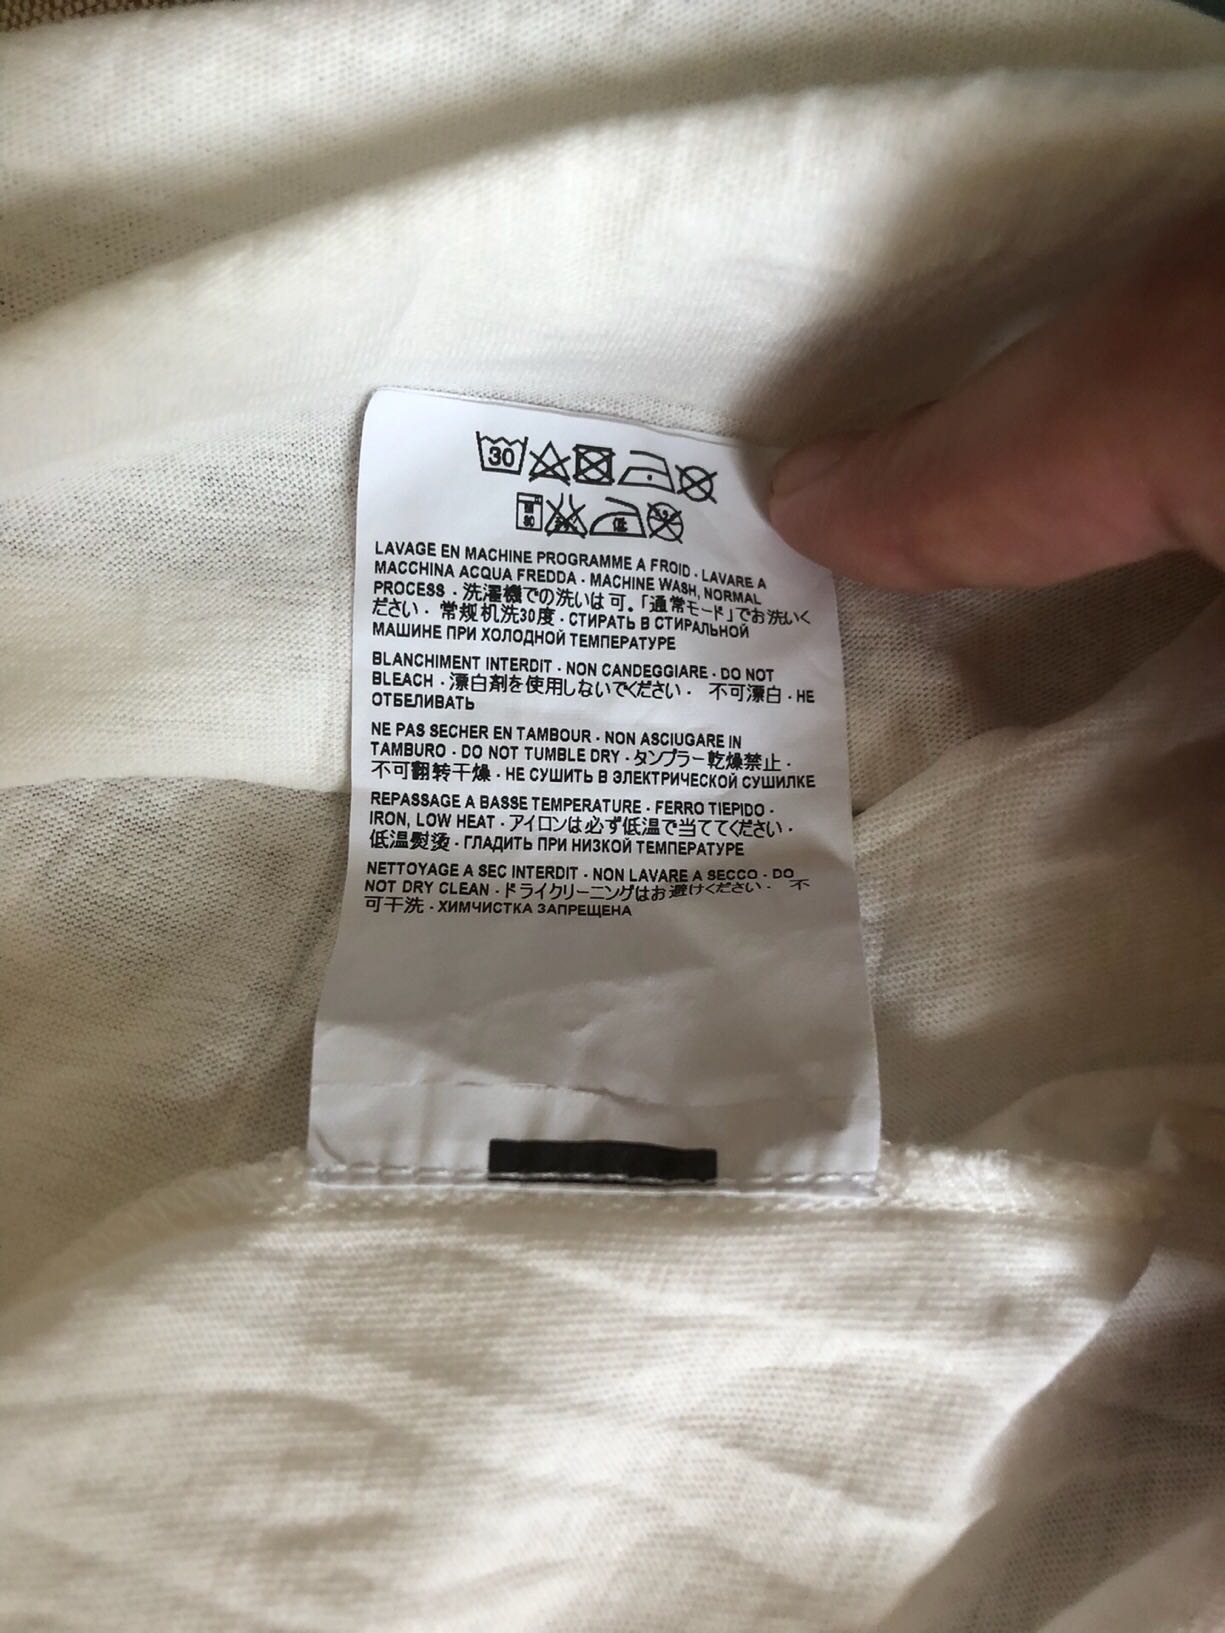 30
30
低
LAVAGE EN MACHINE PROGRAMME A FROID - LAVARE A
MACCHINA ACQUA FREDDA - MACHINE WASH, NORMAL
PROCESS - 洗濯機での洗いは可。「通常モード」でお洗いく
ださい - 常规机洗30度 - СТИРАТЬ В СТИРАЛЬНОЙ
МАШИНЕ ПРИ ХОЛОДНОЙ ТЕМПЕРАТУРЕ
BLANCHIMENT INTERDIT - NON CANDEGGIARE - DO NOT
BLEACH - 漂白剤を使用しないでください - 不可漂白 - НЕ
ОТБЕЛИВАТЬ
NE PAS SECHER EN TAMBOUR - NON ASCIUGARE IN
TAMBURO - DO NOT TUMBLE DRY - タンブラー乾燥禁止 -
不可翻转干燥 - НЕ СУШИТЬ В ЭЛЕКТРИЧЕСКОЙ СУШИЛКЕ
REPASSAGE A BASSE TEMPERATURE - FERRO TIEPIDO -
IRON, LOW HEAT - アイロンは必ず低温で当ててください -
低温熨烫 - ГЛАДИТЬ ПРИ НИЗКОЙ ТЕМПЕРАТУРЕ
NETTOYAGE A SEC INTERDIT - NON LAVARE A SECCO - DO
NOT DRY CLEAN - ドライクリーニングはお避けください - 不
可干洗 - ХИМЧИСТКА ЗАПРЕЩЕНА